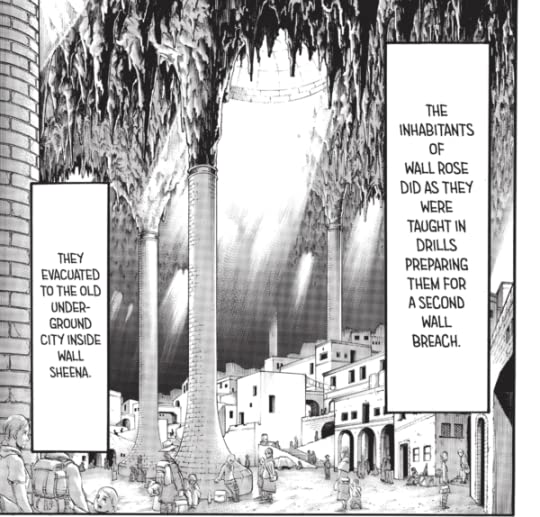 THE
INHABITANTS
OF
WALL ROSE
DID AS THEY
WERE
TAUGHT IN
DRILLS
PREPARING
THEM FOR
A SECOND
WALL
BREACH.
THEY
EVACUATED
TO THE OLD
UNDER-
GROUND
CITY INSIDE
WALL
SHEENA.